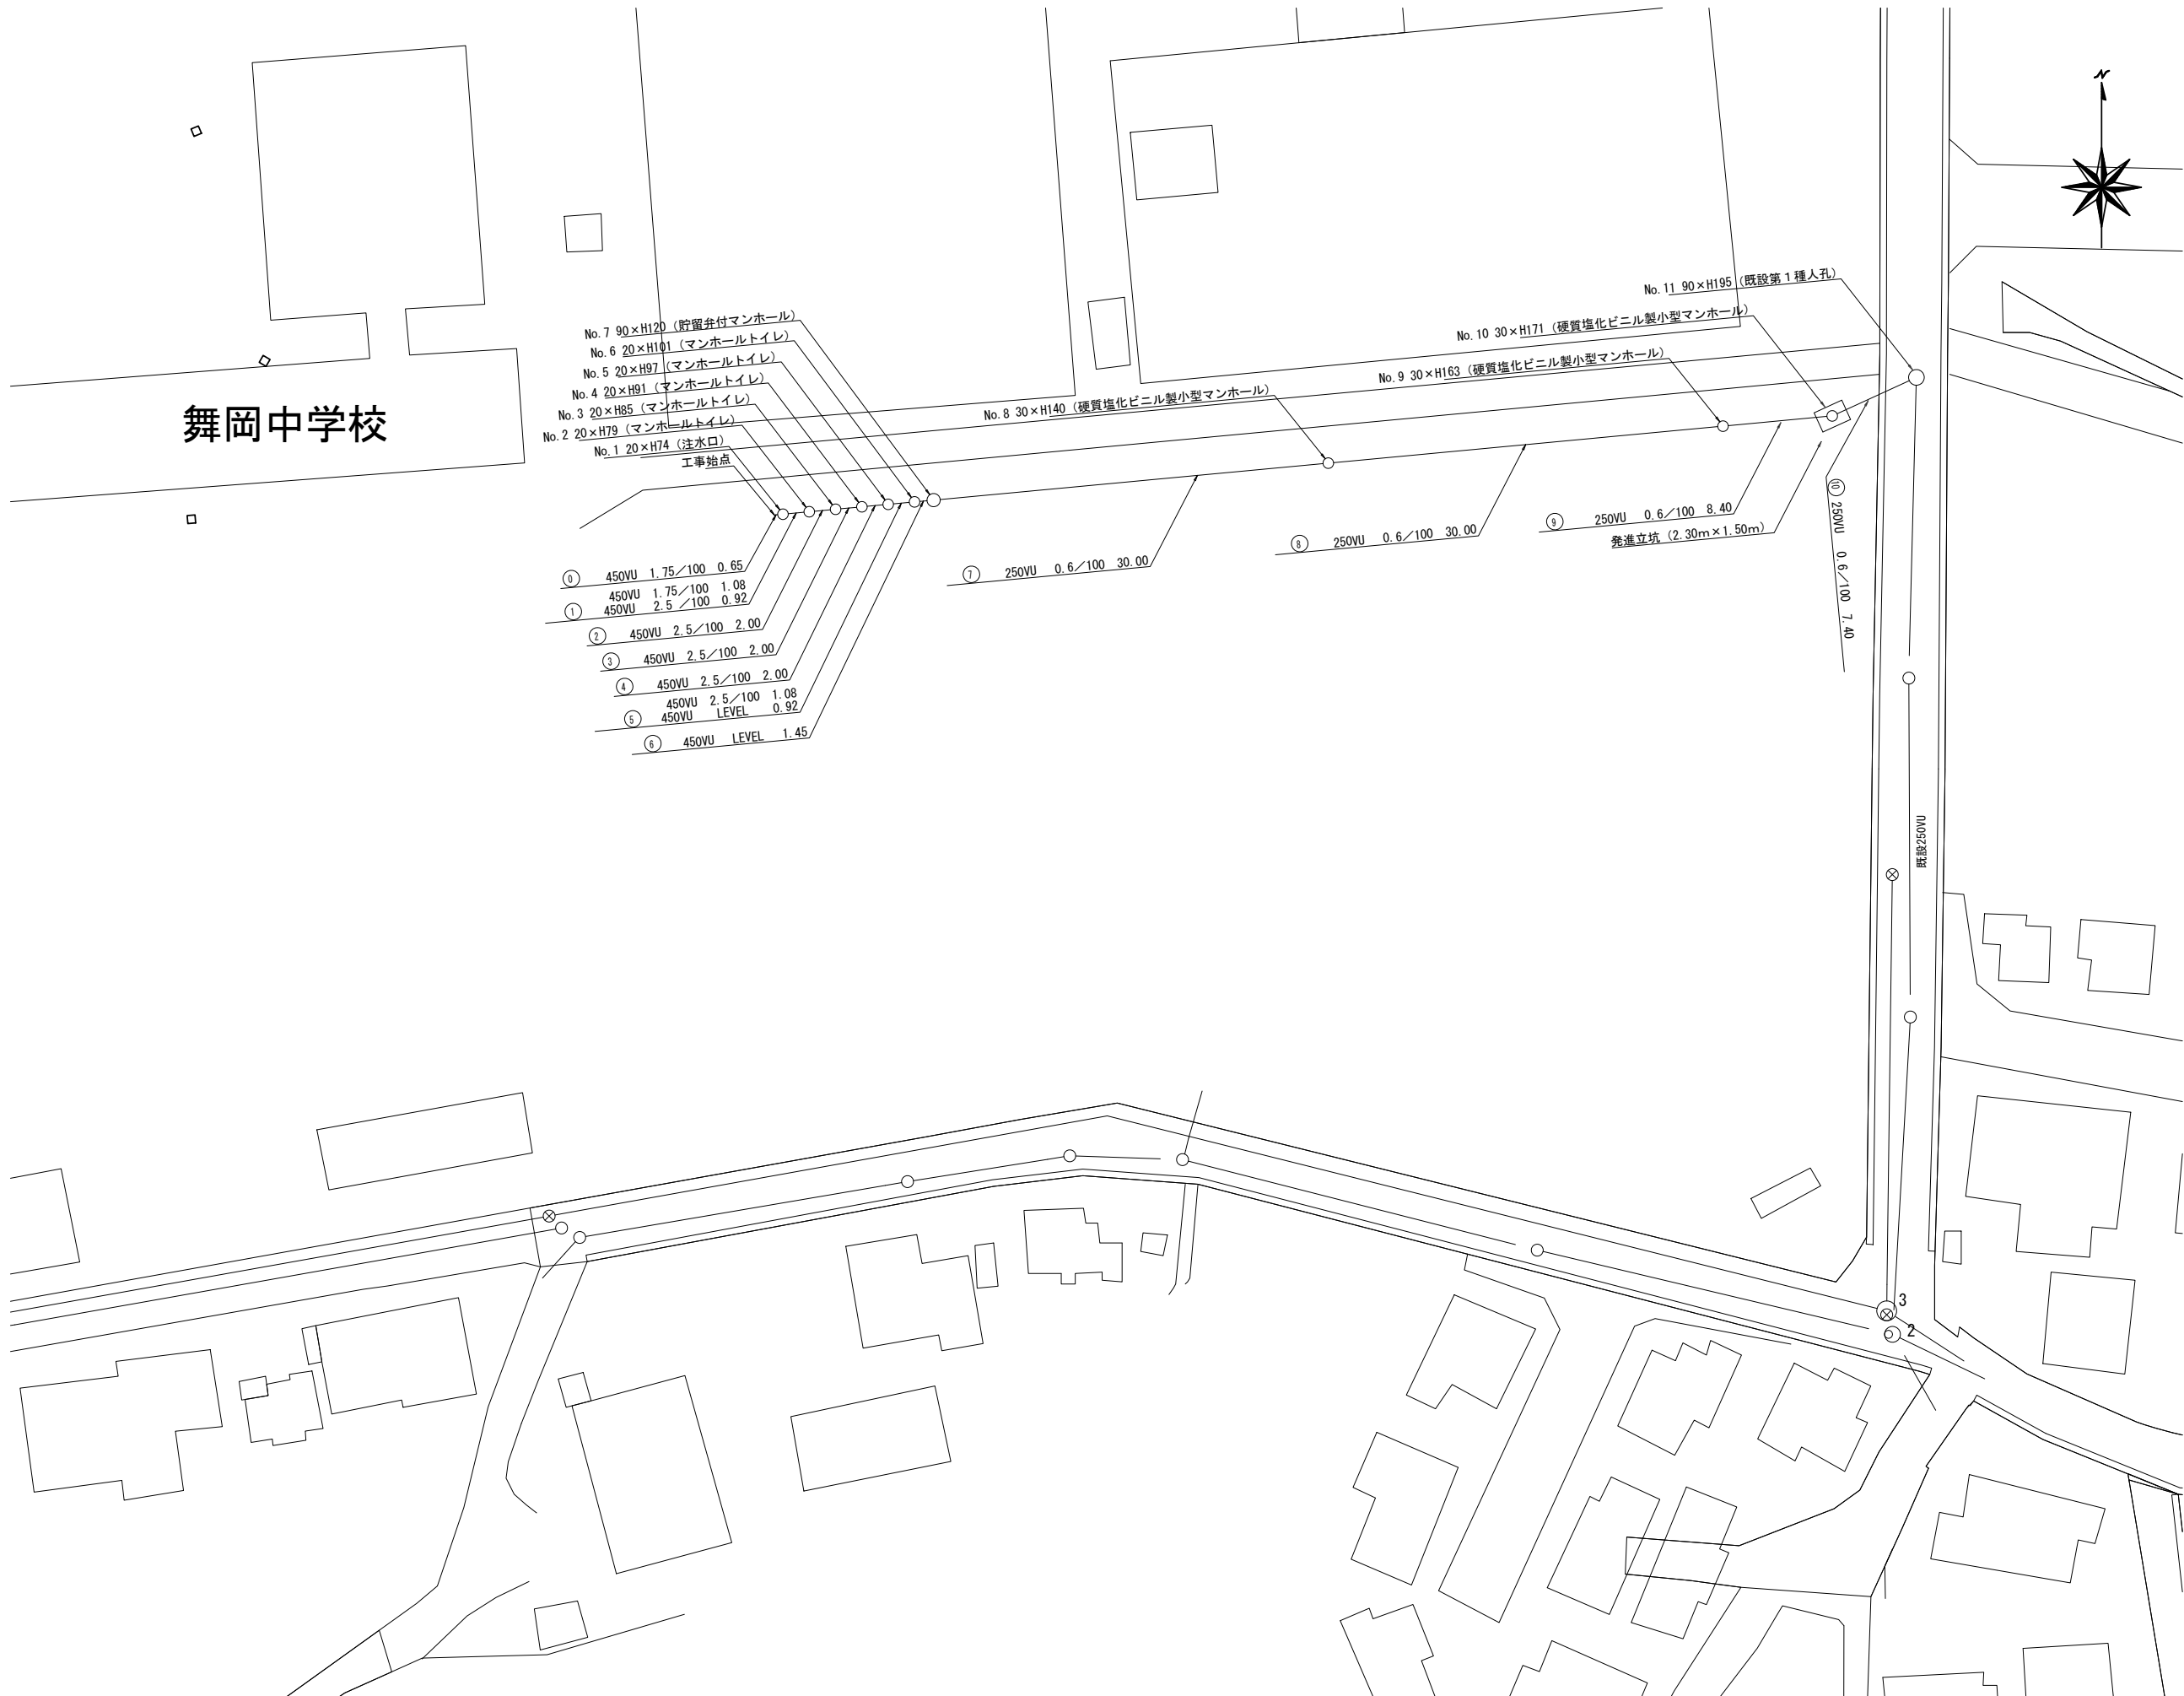 N
No.11 90×H195（既設第１種人孔）
No.10 30×H171（硬質塩化ビニル製小型マンホール）
No.9 30×H163（硬質塩化ビニル製小型マンホール）
No.8 30×H140（硬質塩化ビニル製小型マンホール）
No.7 90×H120（貯留弁付マンホール）
No.6 20×H101（マンホールトイレ）
No.5 20×H97（マンホールトイレ）
No.4 20×H91（マンホールトイレ）
No.3 20×H85（マンホールトイレ）
No.2 20×H79（マンホールトイレ）
No.1 20×H74（注水口）
工事始点
舞岡中学校
⓪ 450VU 1.75／100 0.65
450VU 1.75／100 1.08
① 450VU 2.5 ／100 0.92
② 450VU 2.5／100 2.00
③ 450VU 2.5／100 2.00
④ 450VU 2.5／100 2.00
450VU 2.5／100 1.08
⑤ 450VU LEVEL 0.92
⑥ 450VU LEVEL 1.45
⑦ 250VU 0.6／100 30.00
⑧ 250VU 0.6／100 30.00
⑨ 250VU 0.6／100 8.40
発進立坑（2.30m×1.50m）
⑩ 250VU 0.6／100 7.40
既設250VU
3
2